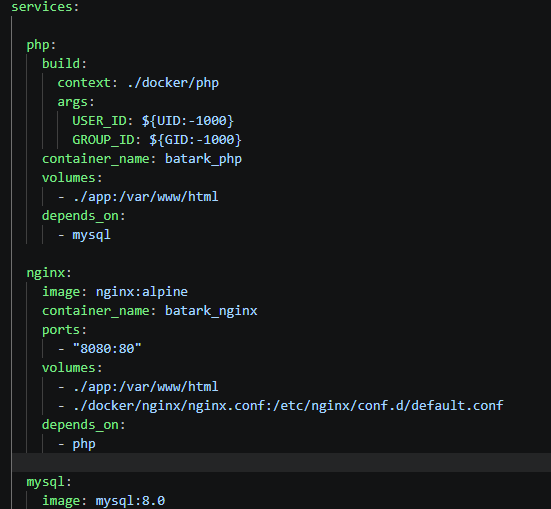 services:
php:
build:
context: ./docker/php
args:
USER_ID: ${UID:-1000}
GROUP_ID: ${GID:-1000}
container_name: batark_php
volumes:
- ./app:/var/www/html
depends_on:
- mysql
nginx:
image: nginx:alpine
container_name: batark_nginx
ports:
- "8080:80"
volumes:
- ./app:/var/www/html
- ./docker/nginx/nginx.conf:/etc/nginx/conf.d/default.conf
depends_on:
- php
mysql:
image: mysql:8.0